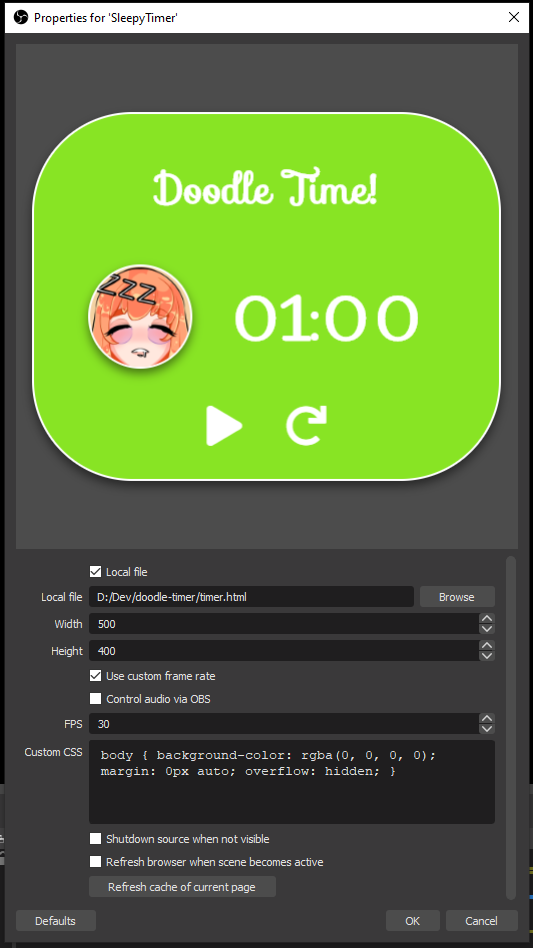 Properties for 'SleepyTimer'
Doodle Time!
ZZZ
01:00
Local file
Local file D:/Dev/doodle-timer/timer.html Browse
Width 500
Height 400
Use custom frame rate
Control audio via OBS
FPS 30
Custom CSS body { background-color: rgba(0, 0, 0, 0);
margin: 0px auto; overflow: hidden; }
Shutdown source when not visible
Refresh browser when scene becomes active
Refresh cache of current page
Defaults OK Cancel